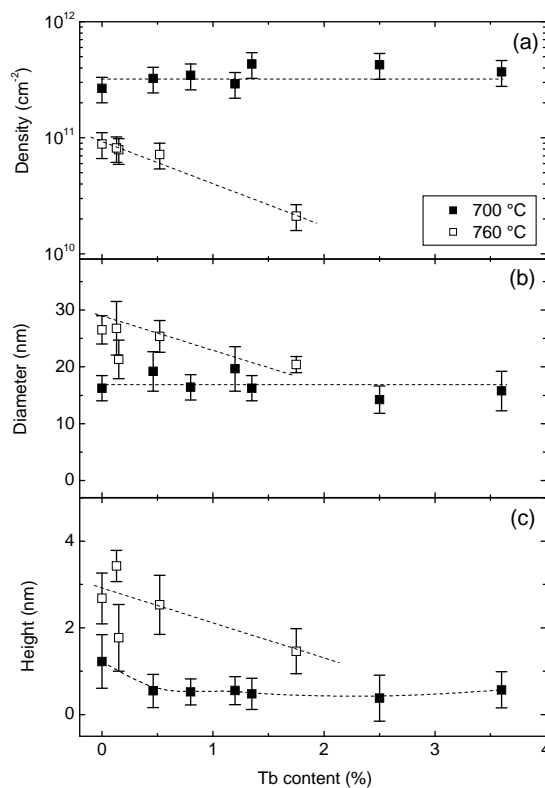 10¹²
(a)
Density (cm⁻²)
10¹¹
10¹⁰
700 °C
760 °C
(b)
Diameter (nm)
30
20
10
0
(c)
Height (nm)
4
2
0
0 1 2 3 4
Tb content (%)